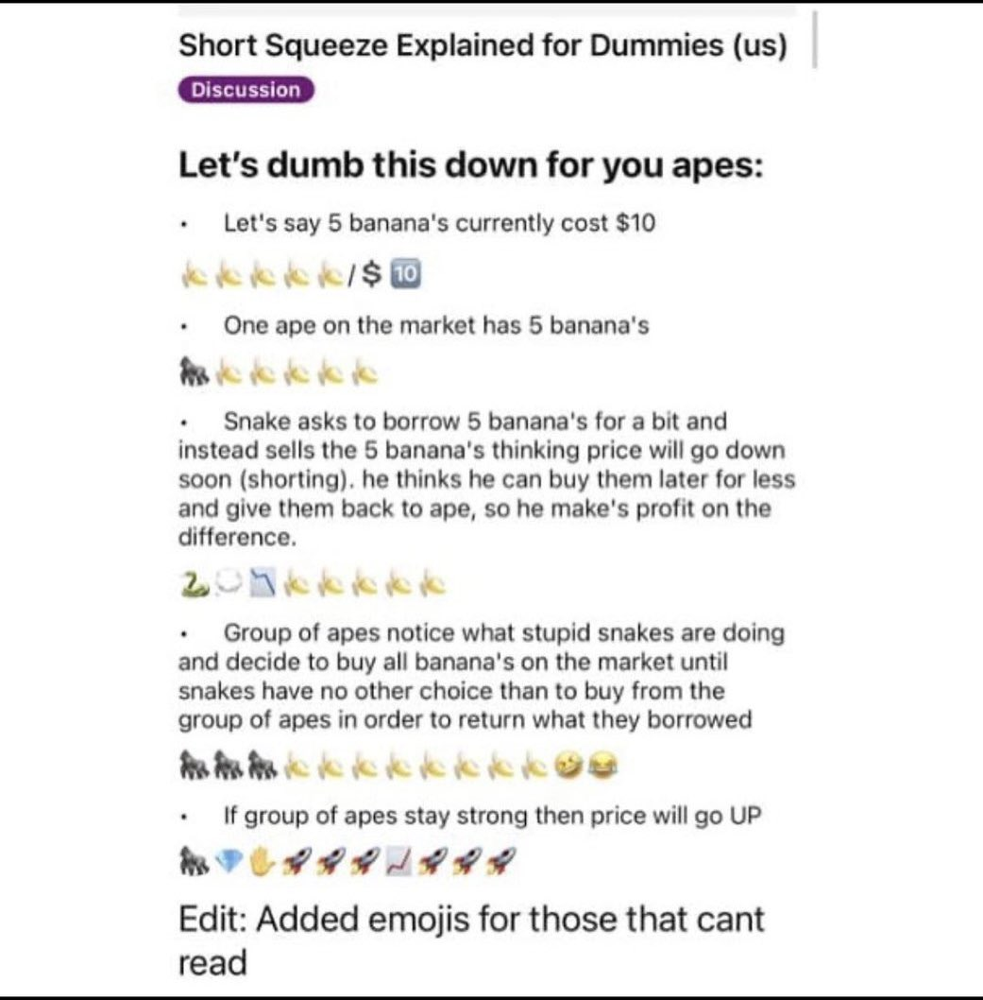 Short Squeeze Explained for Dummies (us)
Discussion
Let's dumb this down for you apes:
• Let's say 5 banana's currently cost $10
🍌🍌🍌🍌🍌/$🔟
• One ape on the market has 5 banana's
🦍🍌🍌🍌🍌🍌
• Snake asks to borrow 5 banana's for a bit and
instead sells the 5 banana's thinking price will go down
soon (shorting). he thinks he can buy them later for less
and give them back to ape, so he make's profit on the
difference.
🐍💭📉🍌🍌🍌🍌🍌
• Group of apes notice what stupid snakes are doing
and decide to buy all banana's on the market until
snakes have no other choice than to buy from the
group of apes in order to return what they borrowed
🦍🦍🦍🍌🍌🍌🍌🍌🍌🍌🍌🤣😂
• If group of apes stay strong then price will go UP
🦍💎✋🚀🚀🚀📈🚀🚀🚀
Edit: Added emojis for those that cant
read